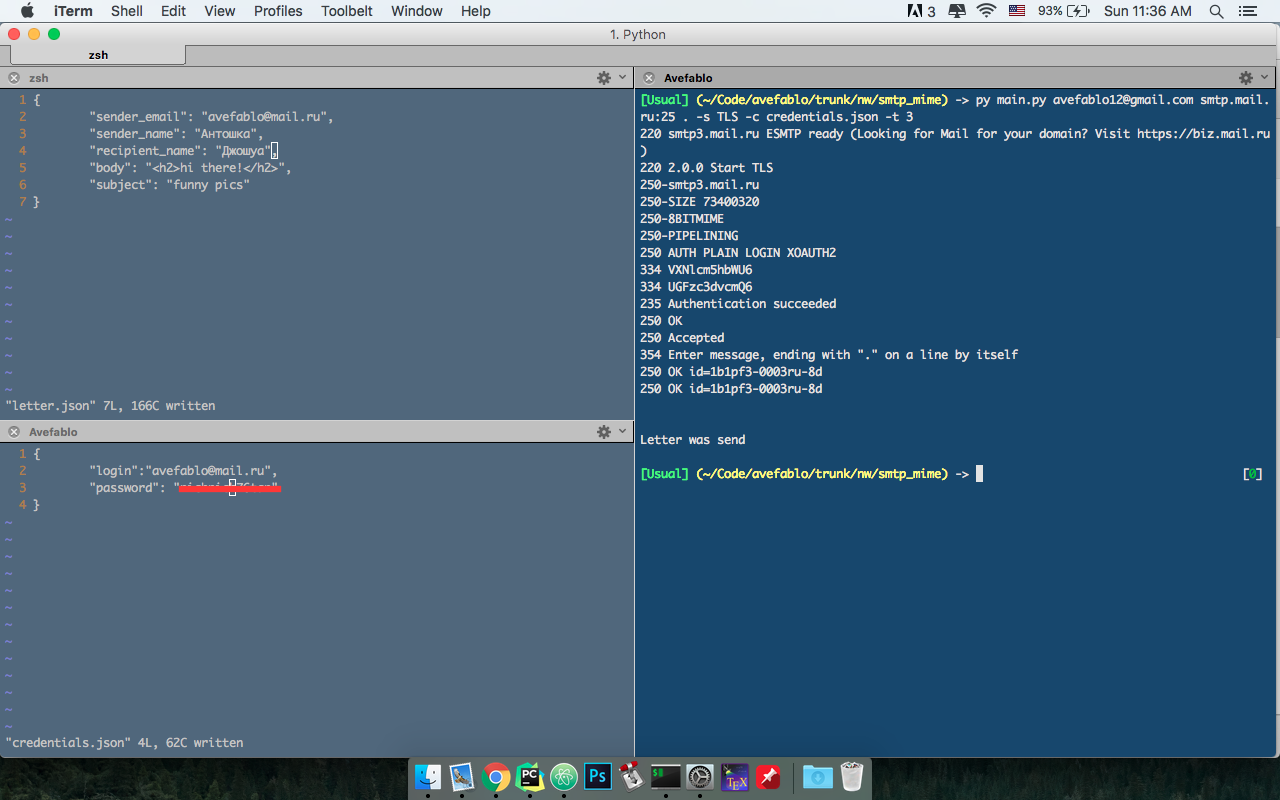 iTerm Shell Edit View Profiles Toolbelt Window Help 3 93% Sun 11:36 AM
1. Python
zsh
zsh
1 {
2 "sender_email": "avefablo@mail.ru",
3 "sender_name": "Антошка",
4 "recipient_name": "Джошуа",
5 "body": "<h2>hi there!</h2>",
6 "subject": "funny pics"
7 }
~
~
~
~
~
~
~
~
~
~
~
"letter.json" 7L, 166C written
Avefablo
1 {
2 "login":"avefablo@mail.ru",
3 "password": "
4 }
~
~
~
~
~
~
~
~
~
~
~
~
~
"credentials.json" 4L, 62C written
Avefablo
[Usual] (~/Code/avefablo/trunk/nw/smtp_mime) -> py main.py avefablo12@gmail.com smtp.mail.
ru:25 . -s TLS -c credentials.json -t 3
220 smtp3.mail.ru ESMTP ready (Looking for Mail for your domain? Visit https://biz.mail.ru
)
220 2.0.0 Start TLS
250-smtp3.mail.ru
250-SIZE 73400320
250-8BITMIME
250-PIPELINING
250 AUTH PLAIN LOGIN XOAUTH2
334 VXNlcm5hbWU6
334 UGFzc3dvcmQ6
235 Authentication succeeded
250 OK
250 Accepted
354 Enter message, ending with "." on a line by itself
250 OK id=1b1pf3-0003ru-8d
250 OK id=1b1pf3-0003ru-8d
Letter was send
[Usual] (~/Code/avefablo/trunk/nw/smtp_mime) -> [0]
PC Ps $ TEX